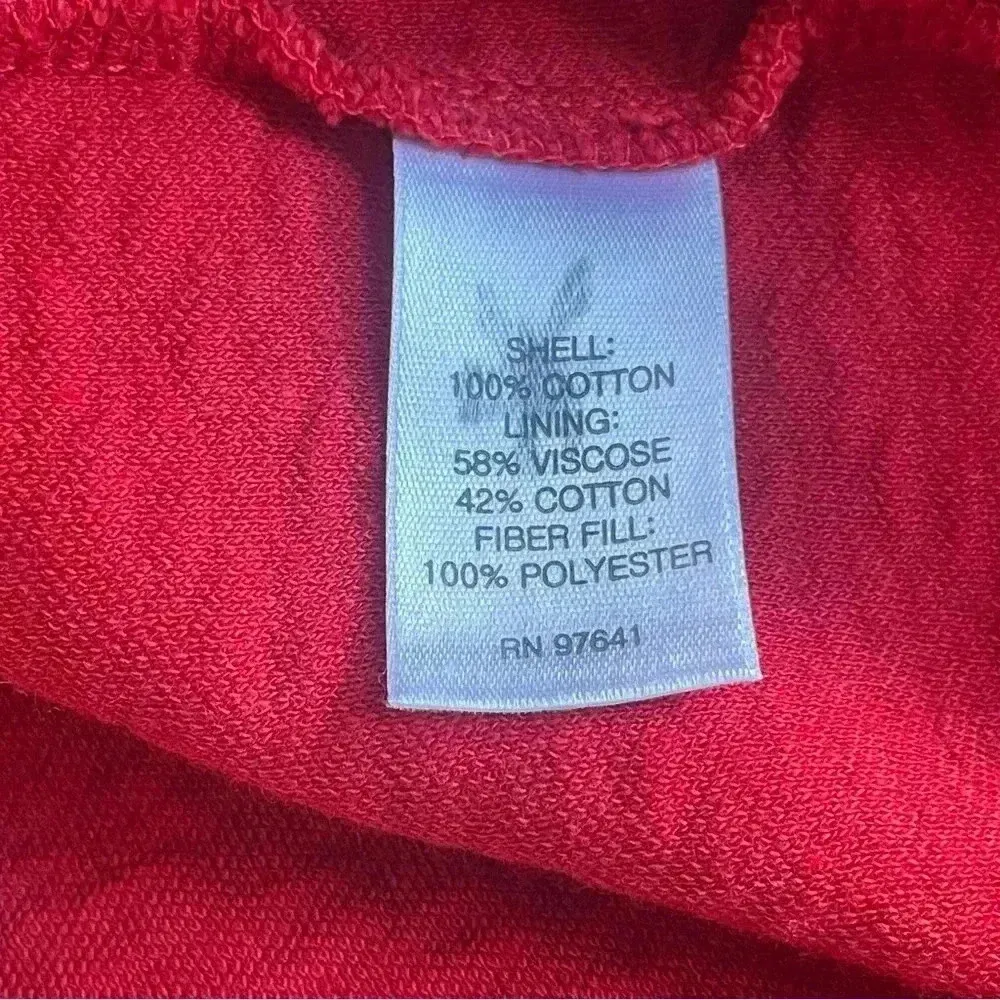 SHELL:
100% COTTON
LINING:
58% VISCOSE
42% COTTON
FIBER FILL:
100% POLYESTER
RN 97641